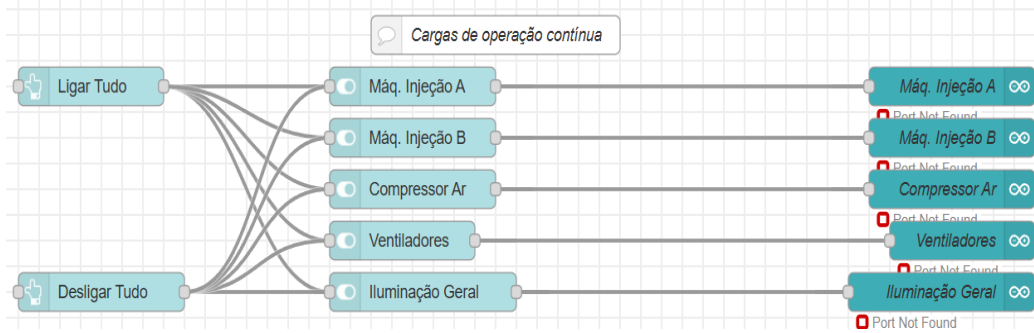 Cargas de operação contínua
Ligar Tudo
Máq. Injeção A
Máq. Injeção A
Port Not Found
Máq. Injeção B
Máq. Injeção B
Port Not Found
Compressor Ar
Compressor Ar
Port Not Found
Ventiladores
Ventiladores
Port Not Found
Desligar Tudo
Iluminação Geral
Iluminação Geral
Port Not Found